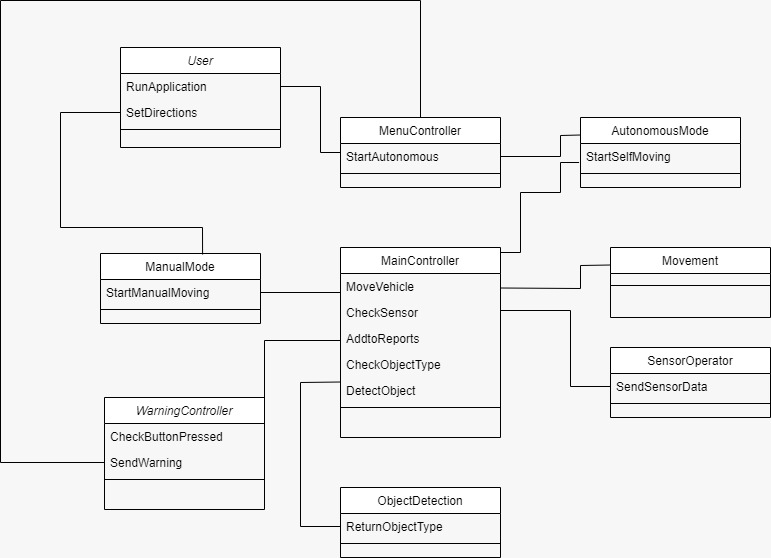 User
RunApplication
SetDirections
MenuController
StartAutonomous
AutonomousMode
StartSelfMoving
ManualMode
StartManualMoving
MainController
MoveVehicle
CheckSensor
AddtoReports
CheckObjectType
DetectObject
Movement
SensorOperator
SendSensorData
WarningController
CheckButtonPressed
SendWarning
ObjectDetection
ReturnObjectType